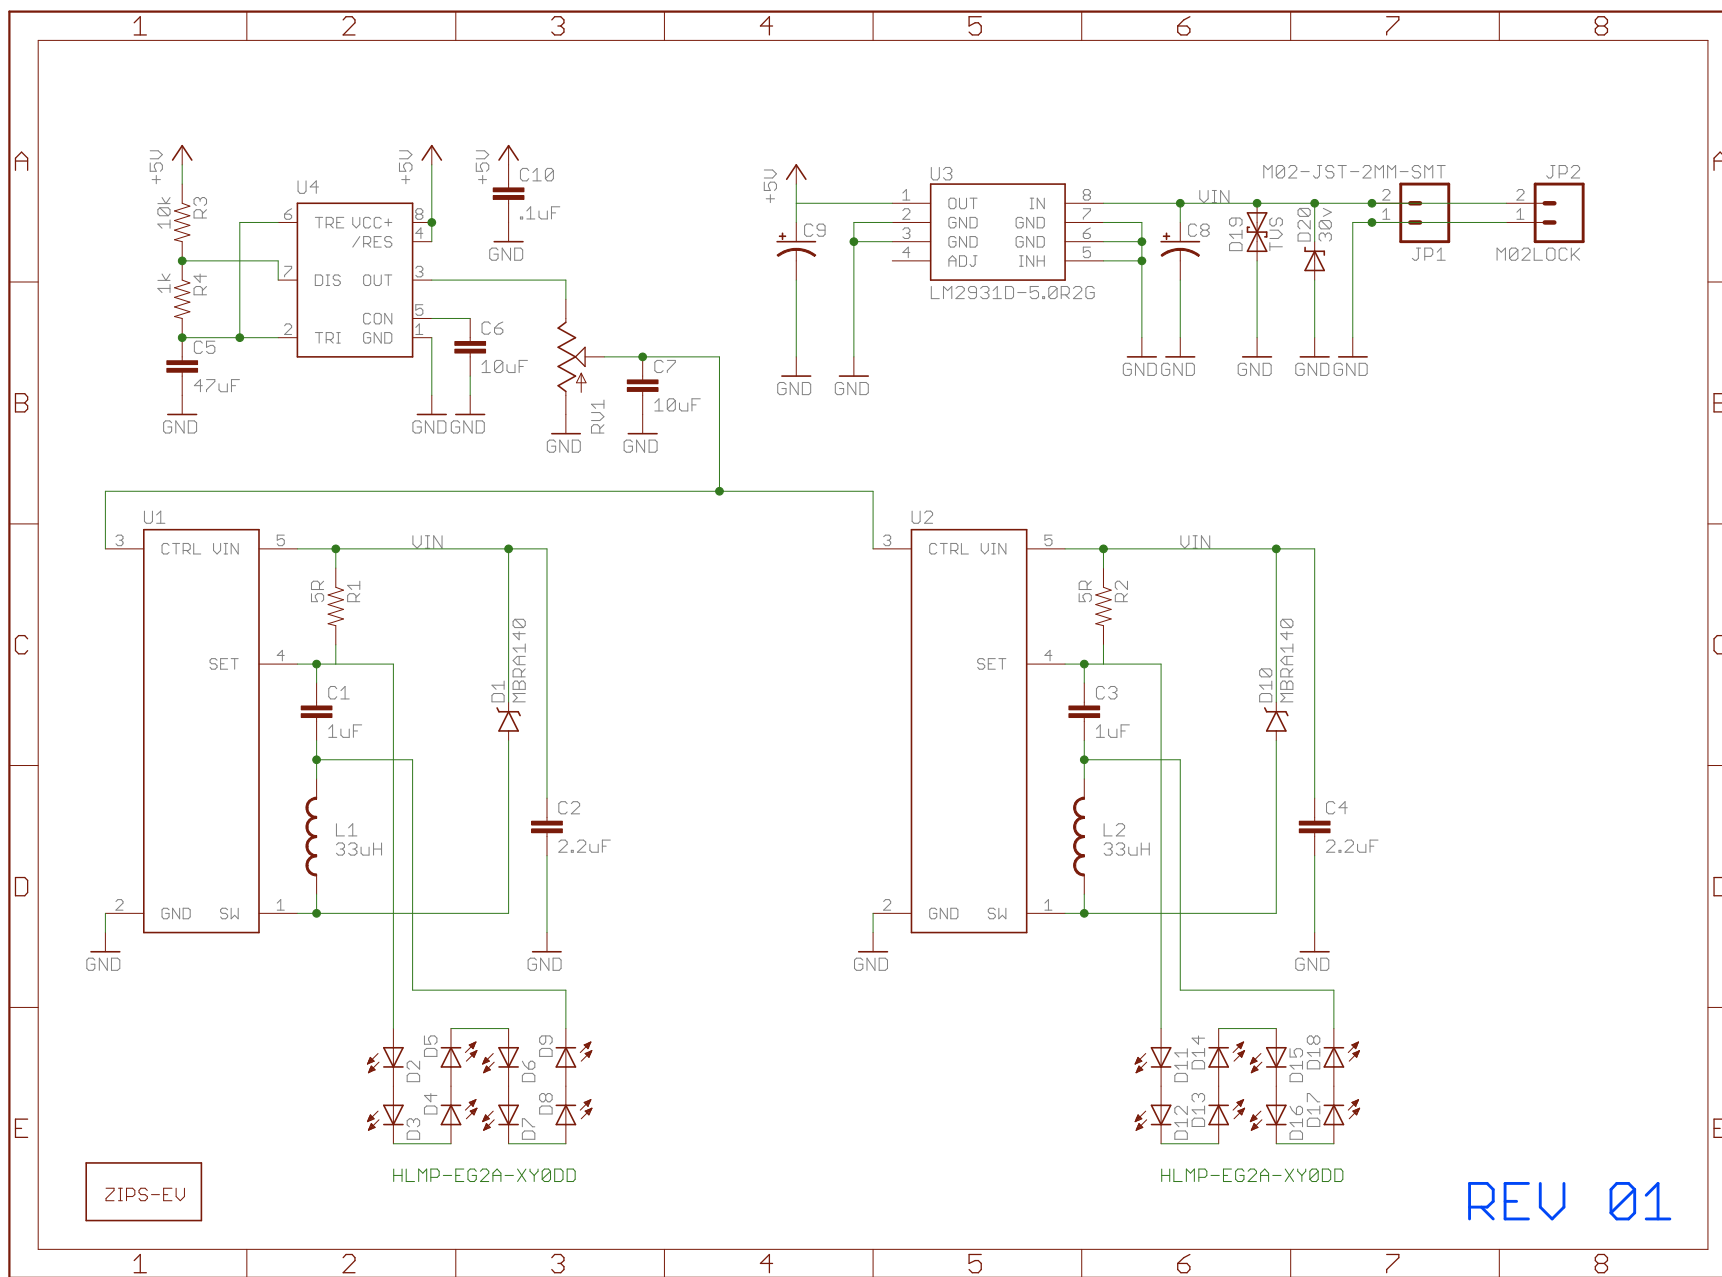 1 2 3 4 5 6 7 8
A
B
C
D
E
+5V
10k
R3
1k
R4
C5
47uF
GND
U4
6 TRE VCC+ 8
/RES 4
7 DIS OUT 3
CON 5
2 TRI GND 1
+5V
GND
C6
10uF
GND
+5V
C10
.1uF
GND
RV1
GND
C7
10uF
GND
+5V
C9
GND
GND
U3
1 OUT IN 8
2 GND GND 7
3 GND GND 6
4 ADJ INH 5
LM2931D-5.0R2G
VIN
C8
GND
GND
D19
TVS
GND
D20
30v
GND
GND
M02-JST-2MM-SMT
2
1
JP1
JP2
2
1
M02LOCK
U1
3 CTRL VIN 5
SET 4
2 GND SW 1
GND
VIN
5R
R1
C1
1uF
L1
33uH
D1
MBRA140
C2
2.2uF
GND
D2
D3
D4
D5
D6
D7
D8
D9
HLMP-EG2A-XY0DD
U2
3 CTRL VIN 5
SET 4
2 GND SW 1
GND
VIN
5R
R2
C3
1uF
L2
33uH
D10
MBRA140
C4
2.2uF
GND
D11
D12
D13
D14
D15
D16
D17
D18
HLMP-EG2A-XY0DD
ZIPS-EV
REV 01
A
B
C
D
E
1 2 3 4 5 6 7 8